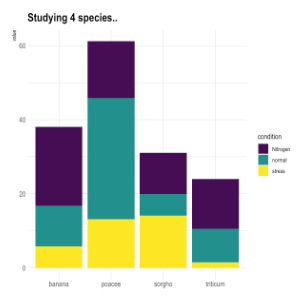 Studying 4 species..
value
60
40
20
0
banana poacee sorgho triticum
condition
Nitrogen
normal
stress